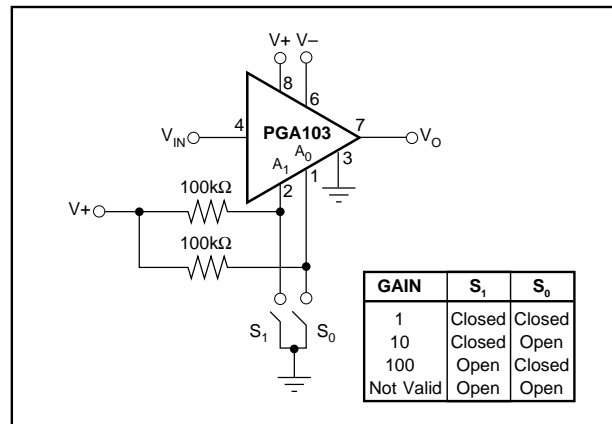 V+ V–
8
6
4
PGA103
7
V_IN
V_O
A_1
A_0
3
2
1
100kΩ
V+
100kΩ
S_1
S_0
GAIN S_1 S_0
1 Closed Closed
10 Closed Open
100 Open Closed
Not Valid Open Open